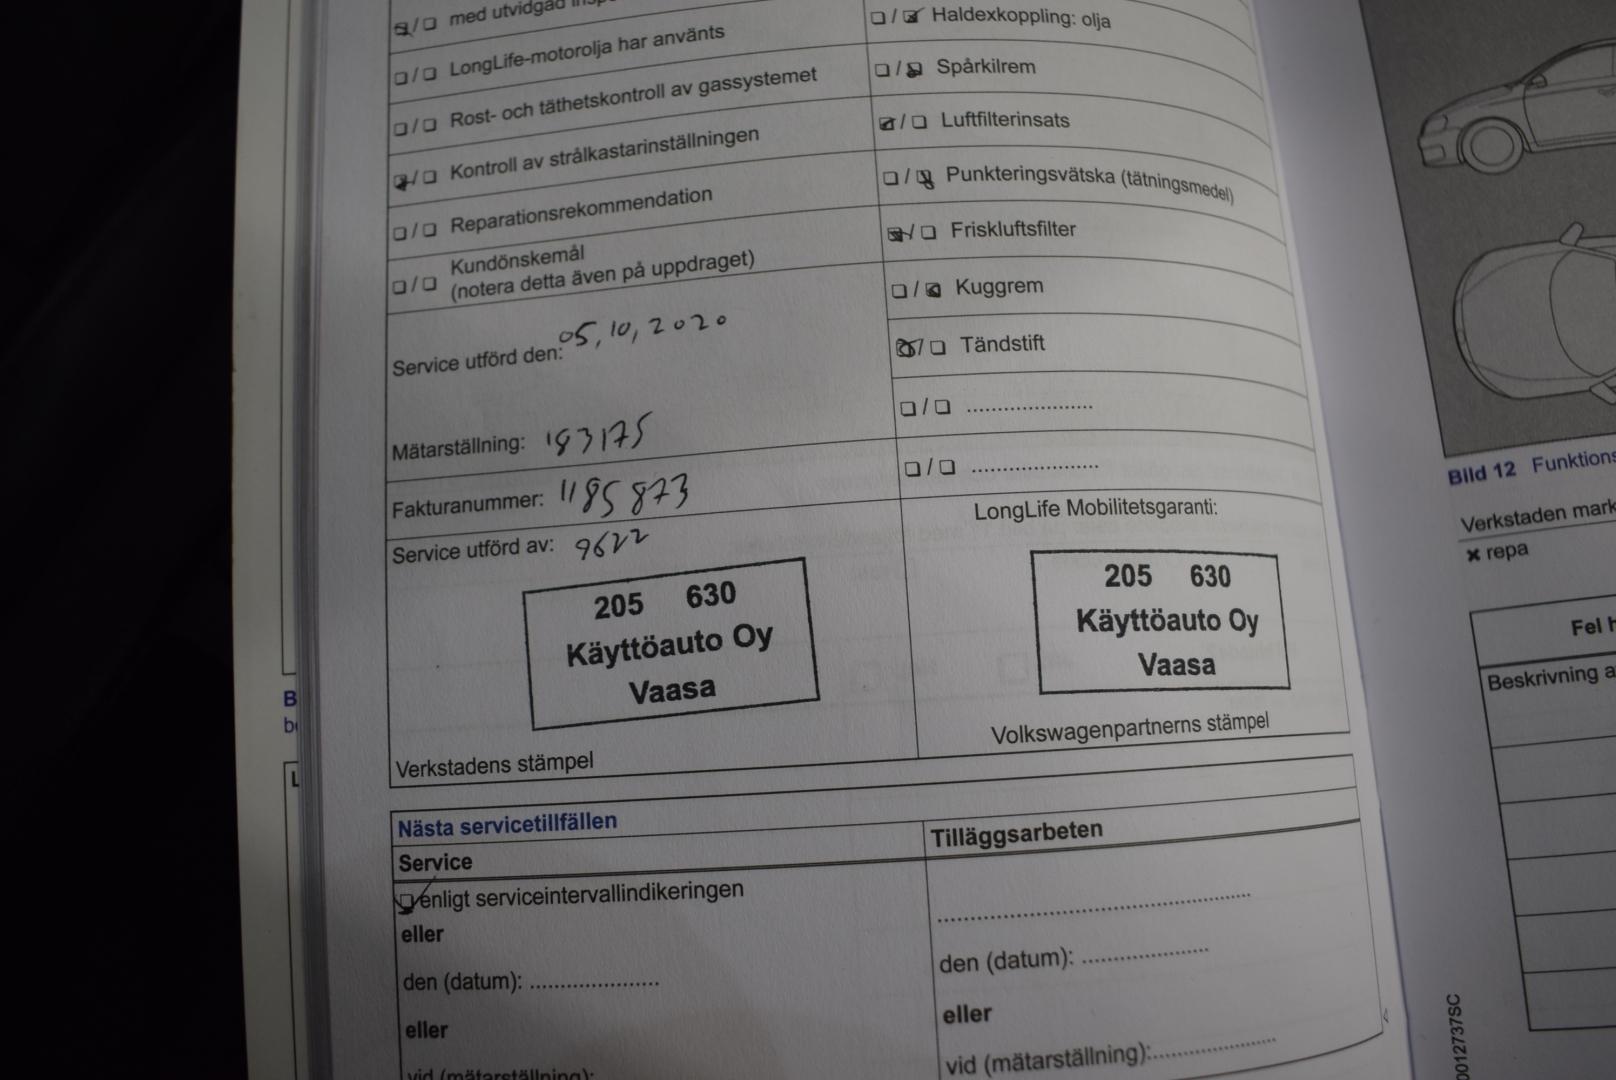 med utvidgad
LongLife-motorolja har använts
Rost- och täthetskontroll av gassystemet
Kontroll av strålkastarinställningen
Reparationsrekommendation
Kundönskemål
(notera detta även på uppdraget)
Service utförd den: 05,10,2020
Mätarställning: 183175
Fakturanummer: 1185873
Service utförd av: 9622
205 630
Käyttöauto Oy
Vaasa
Verkstadens stämpel
Haldexkoppling: olja
Spårkilrem
Luftfilterinsats
Punkteringsvätska (tätningsmedel)
Friskluftsfilter
Kuggrem
Tändstift
LongLife Mobilitetsgaranti:
205 630
Käyttöauto Oy
Vaasa
Volkswagenpartnerns stämpel
Nästa servicetillfällen
Service
enligt serviceintervallindikeringen
eller
den (datum): ....................
eller
vid (mätarställning):
Tilläggsarbeten
den (datum): ....................
eller
vid (mätarställning):....................
Bild 12 Funktions
Verkstaden mark
✖ repa
Fel h
Beskrivning a
0012737SC